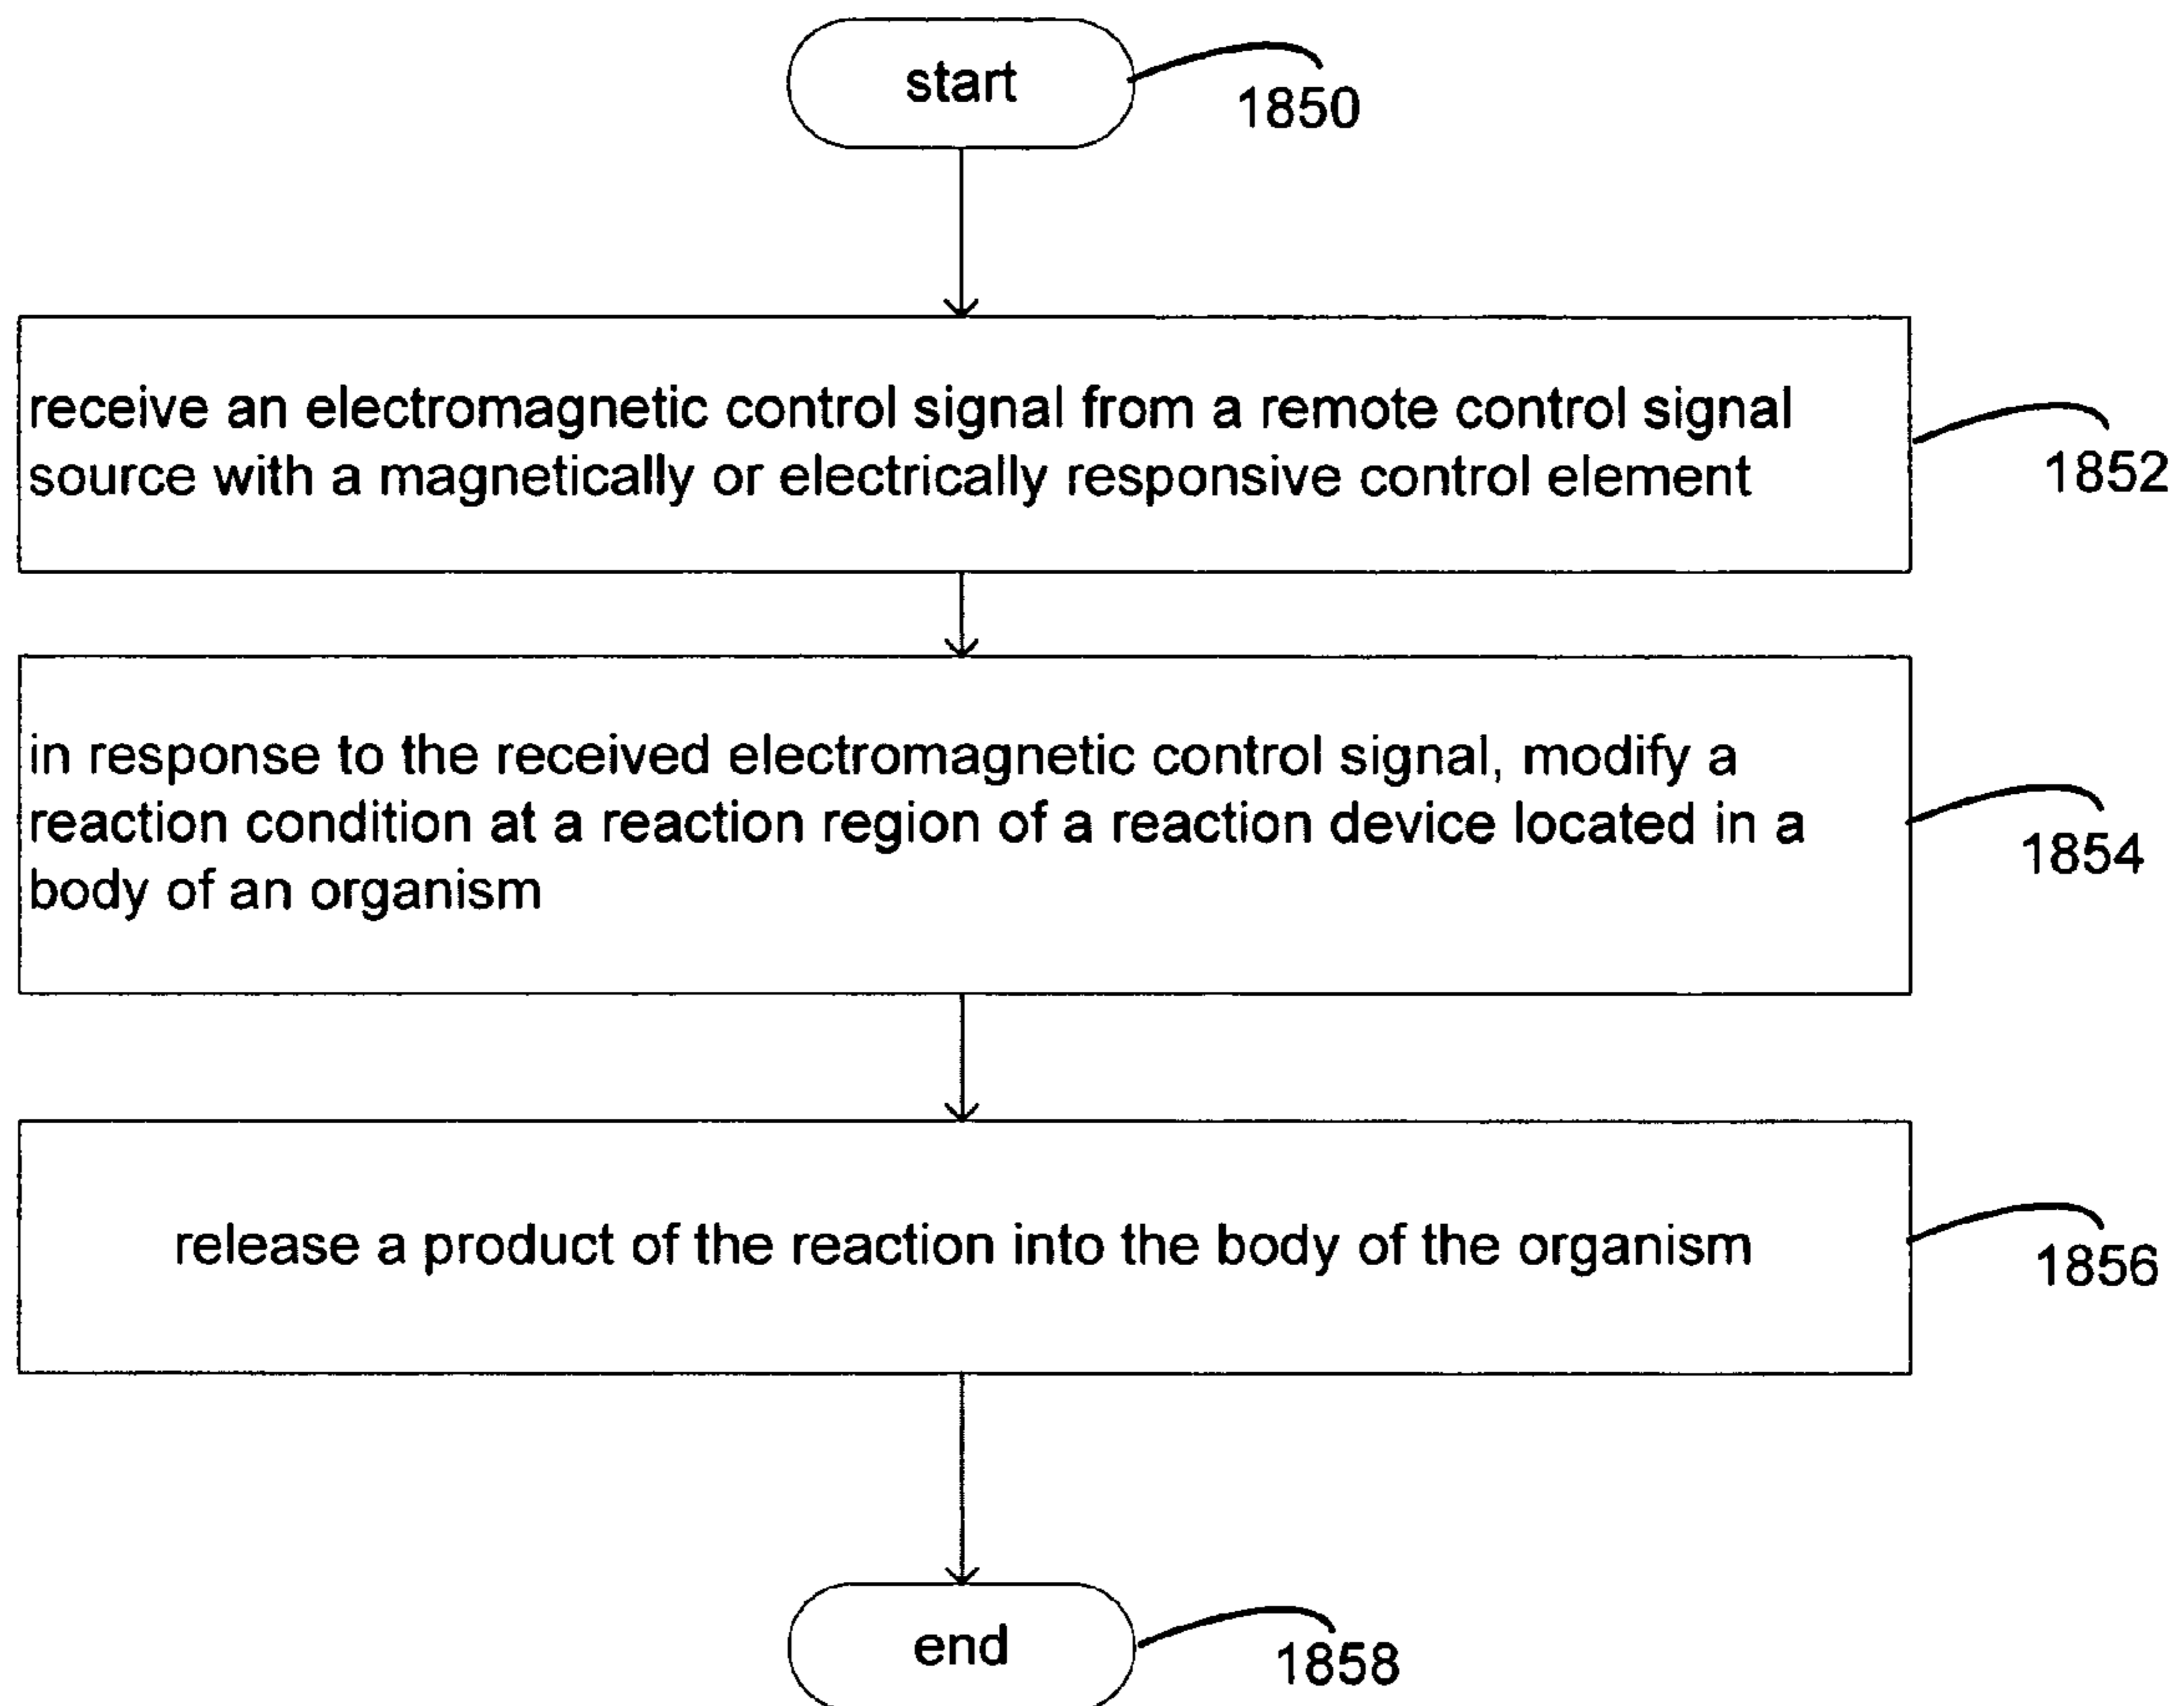 start
1850
receive an electromagnetic control signal from a remote control signal
source with a magnetically or electrically responsive control element
1852
in response to the received electromagnetic control signal, modify a
reaction condition at a reaction region of a reaction device located in a
body of an organism
1854
release a product of the reaction into the body of the organism
1856
end
1858